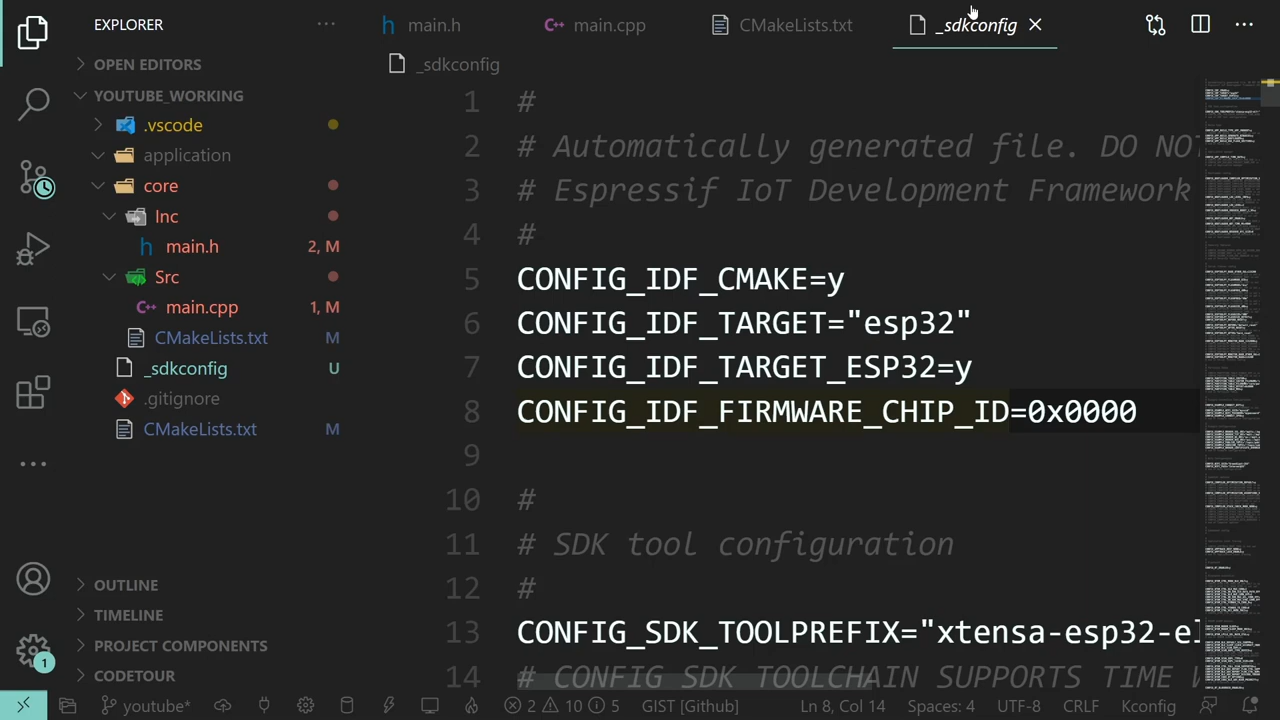 EXPLORER
main.h
main.cpp
CMakeLists.txt
_sdkconfig
OPEN EDITORS
YOUTUBE_WORKING
.vscode
application
core
Inc
main.h 2, M
Src
main.cpp 1, M
CMakeLists.txt M
_sdkconfig U
.gitignore
CMakeLists.txt M
OUTLINE
TIMELINE
PROJECT COMPONENTS
CODETOUR
1
_sdkconfig
1 #
2 # Automatically generated file. DO NOT
3 # Espressif IoT Development Framework
4 #
5 CONFIG_IDF_CMAKE=y
6 CONFIG_IDF_TARGET="esp32"
7 CONFIG_IDF_TARGET_ESP32=y
8 CONFIG_IDF_FIRMWARE_CHIP_ID=0x0000
9
10 #
11 # SDK tool configuration
12 #
13 CONFIG_SDK_TOOLPREFIX="xtensa-esp32-el
14 # CONFIG_SDK_TOOLCHAIN_SUPPORTS_TIME
youtube* 2 10 5 GIST [Github] Ln 8, Col 14 Spaces: 4 UTF-8 CRLF Kconfig